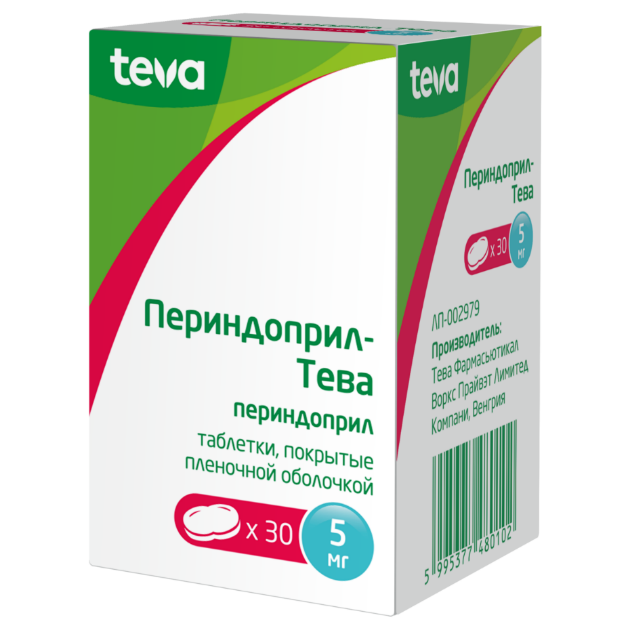 teva
Периндоприл-
Тева
периндоприл
таблетки, покрытые
пленочной оболочкой
x 30
5
мг
teva
Периндоприл-
Тева
x 30
5
мг
ЛП-002979
Производитель:
Тева Фармасьютикал
Воркс Прайвэт Лимитед
Компани, Венгрия
5 995377 480102